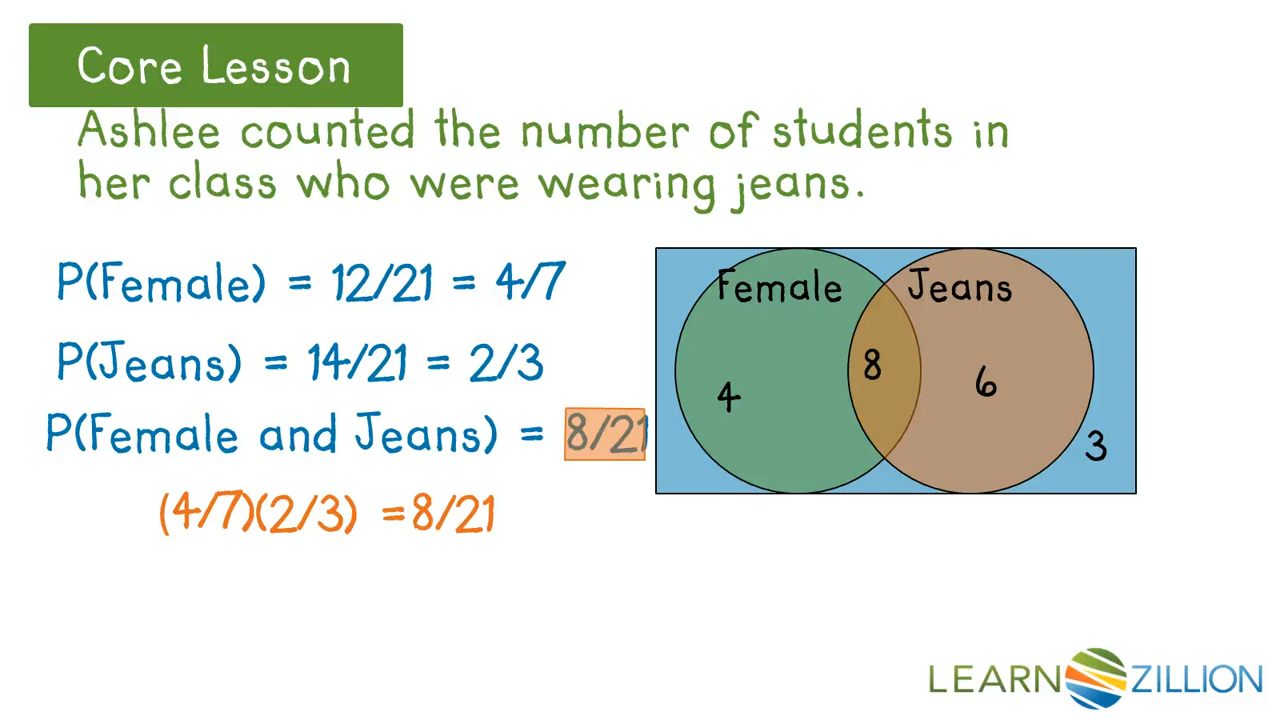 Core Lesson
Ashlee counted the number of students in
her class who were wearing jeans.
P(Female) = 12/21 = 4/7
P(Jeans) = 14/21 = 2/3
P(Female and Jeans) = 8/21
(4/7)(2/3) =8/21
Female Jeans
4 8 6
3
LEARN ZILLION